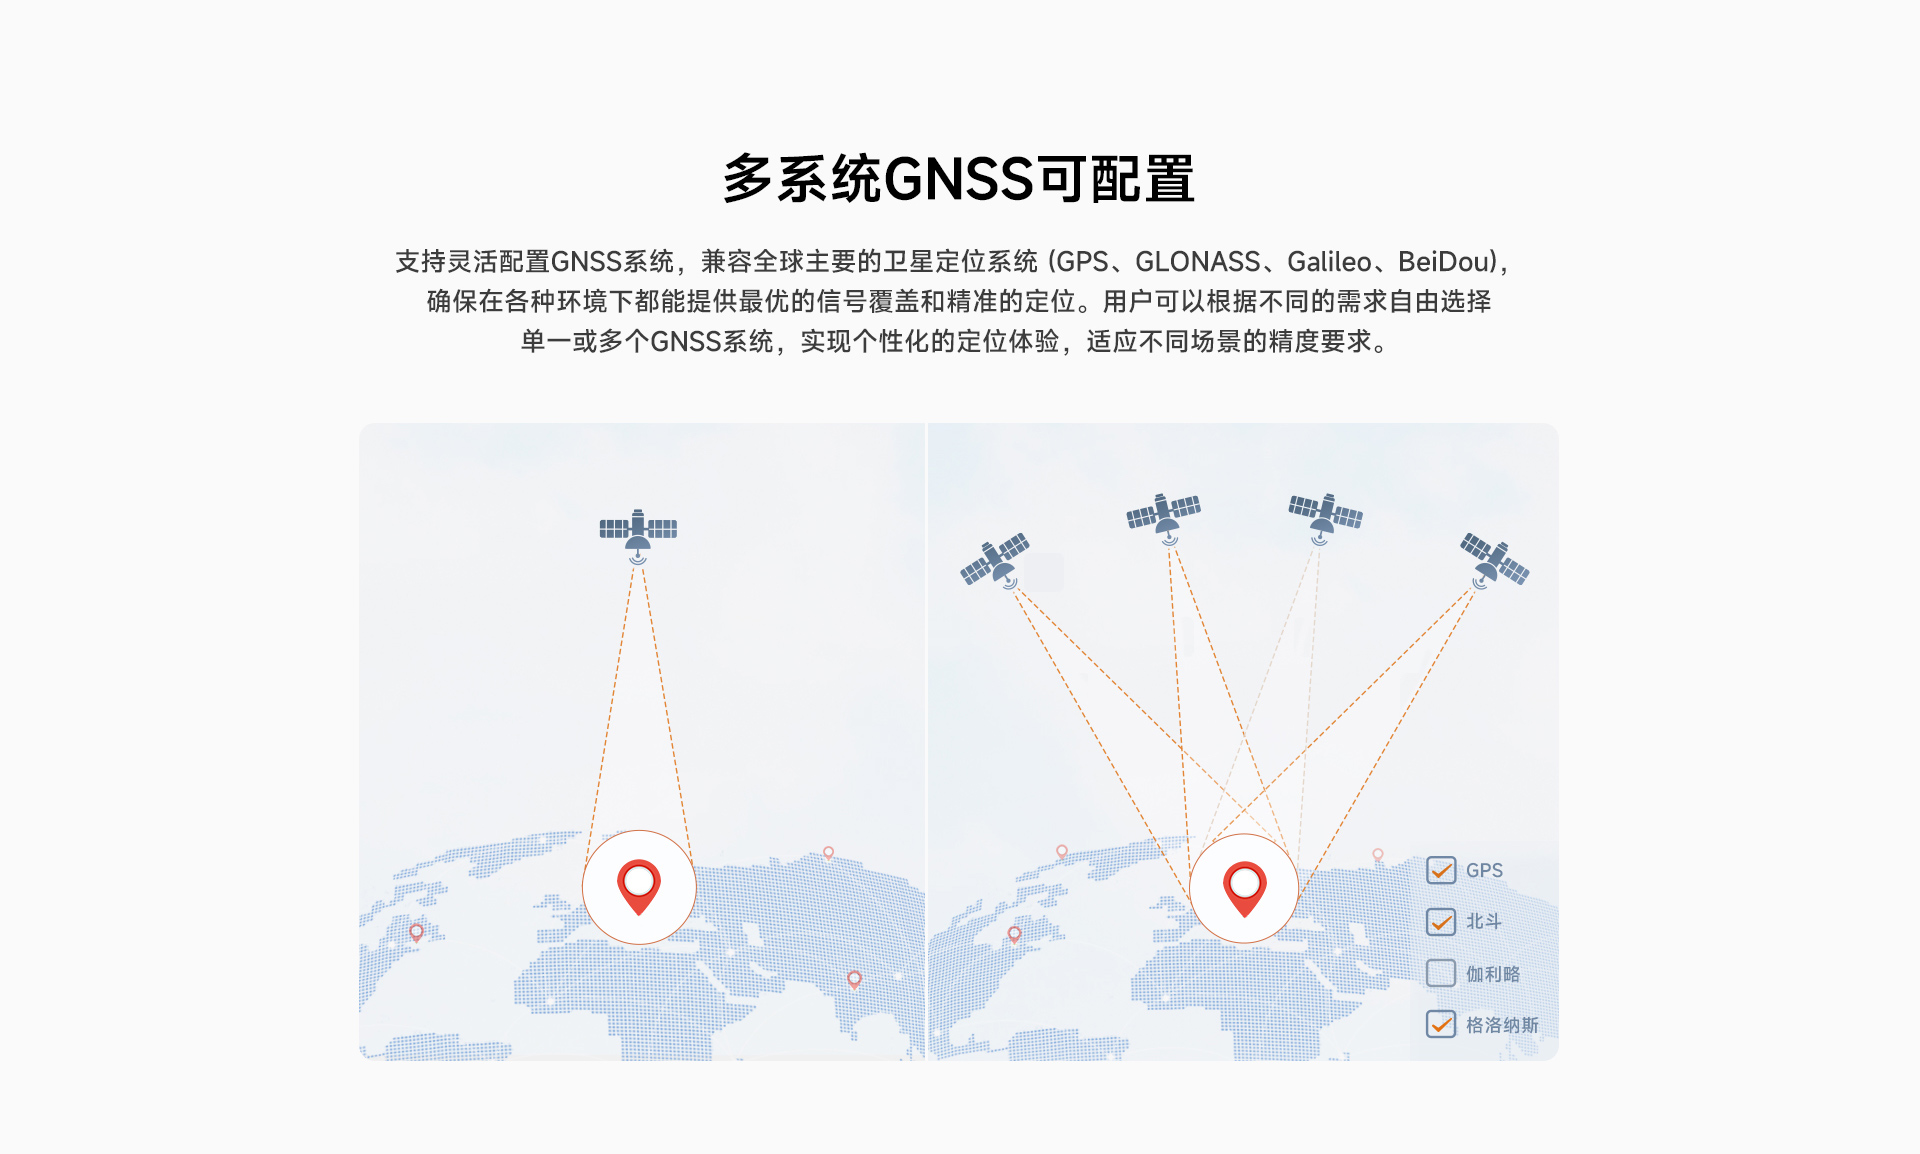 多系统GNSS可配置
支持灵活配置GNSS系统，兼容全球主要的卫星定位系统 (GPS、GLONASS、Galileo、BeiDou)，
确保在各种环境下都能提供最优的信号覆盖和精准的定位。用户可以根据不同的需求自由选择
单一或多个GNSS系统，实现个性化的定位体验，适应不同场景的精度要求。
GPS
北斗
伽利略
格洛纳斯